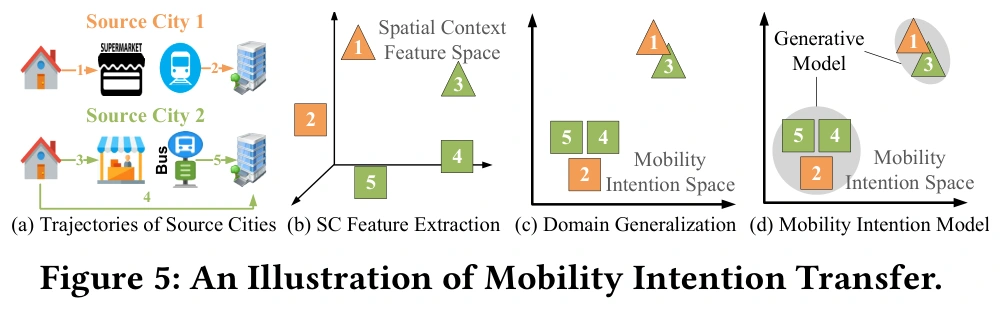 Source City 1
SUPERMARKET
1
2
Source City 2
3
Bus
5
4
(a) Trajectories of Source Cities
Spatial Context
Feature Space
1
3
2
4
5
(b) SC Feature Extraction
1
3
5 4
2
Mobility
Intention Space
(c) Domain Generalization
Generative
Model
1
3
5 4
2
Mobility
Intention Space
(d) Mobility Intention Model
Figure 5: An Illustration of Mobility Intention Transfer.